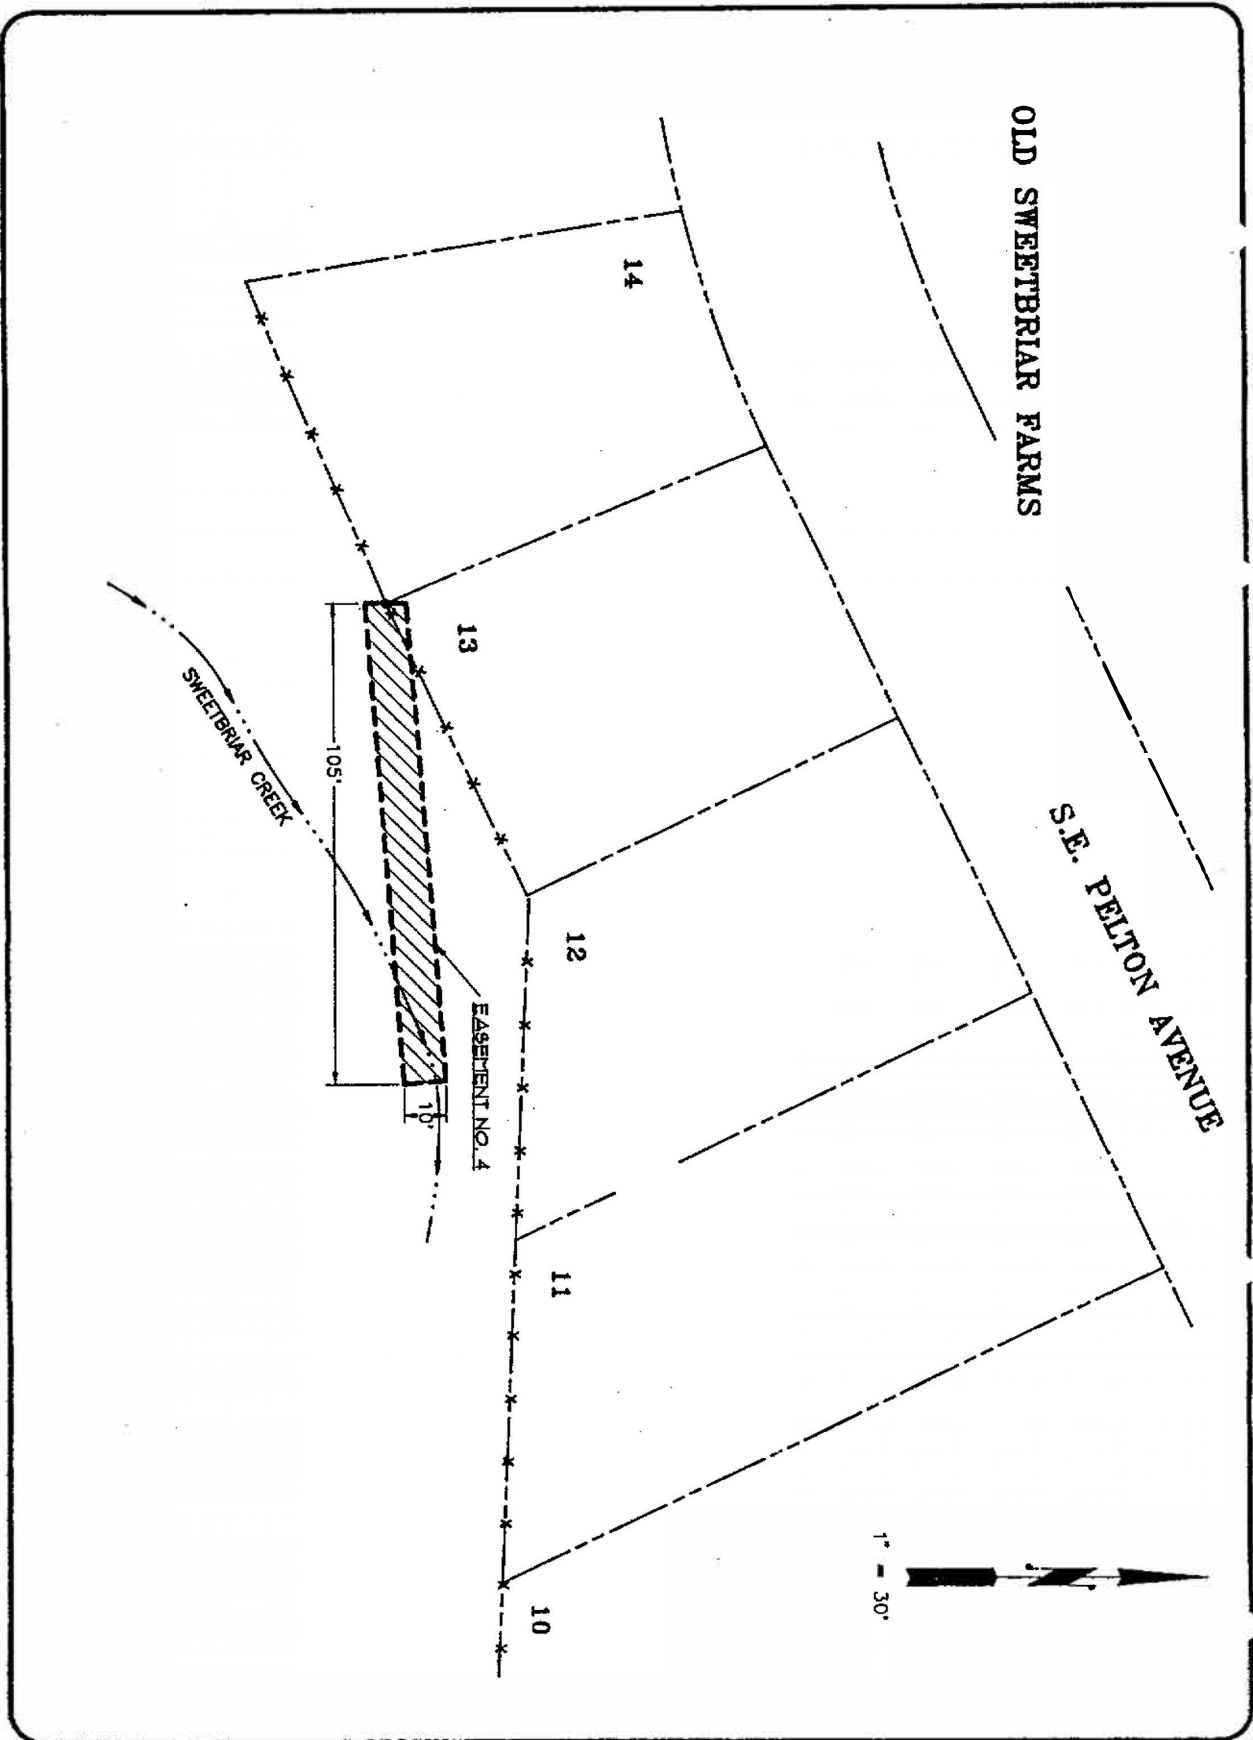 OLD SWEETBRIAR FARMS
S.E. PELTON AVENUE
14
13
12
11
10
EASEMENT NO. 4
SWEETBRIAR CREEK
105'
10'
1" = 30'